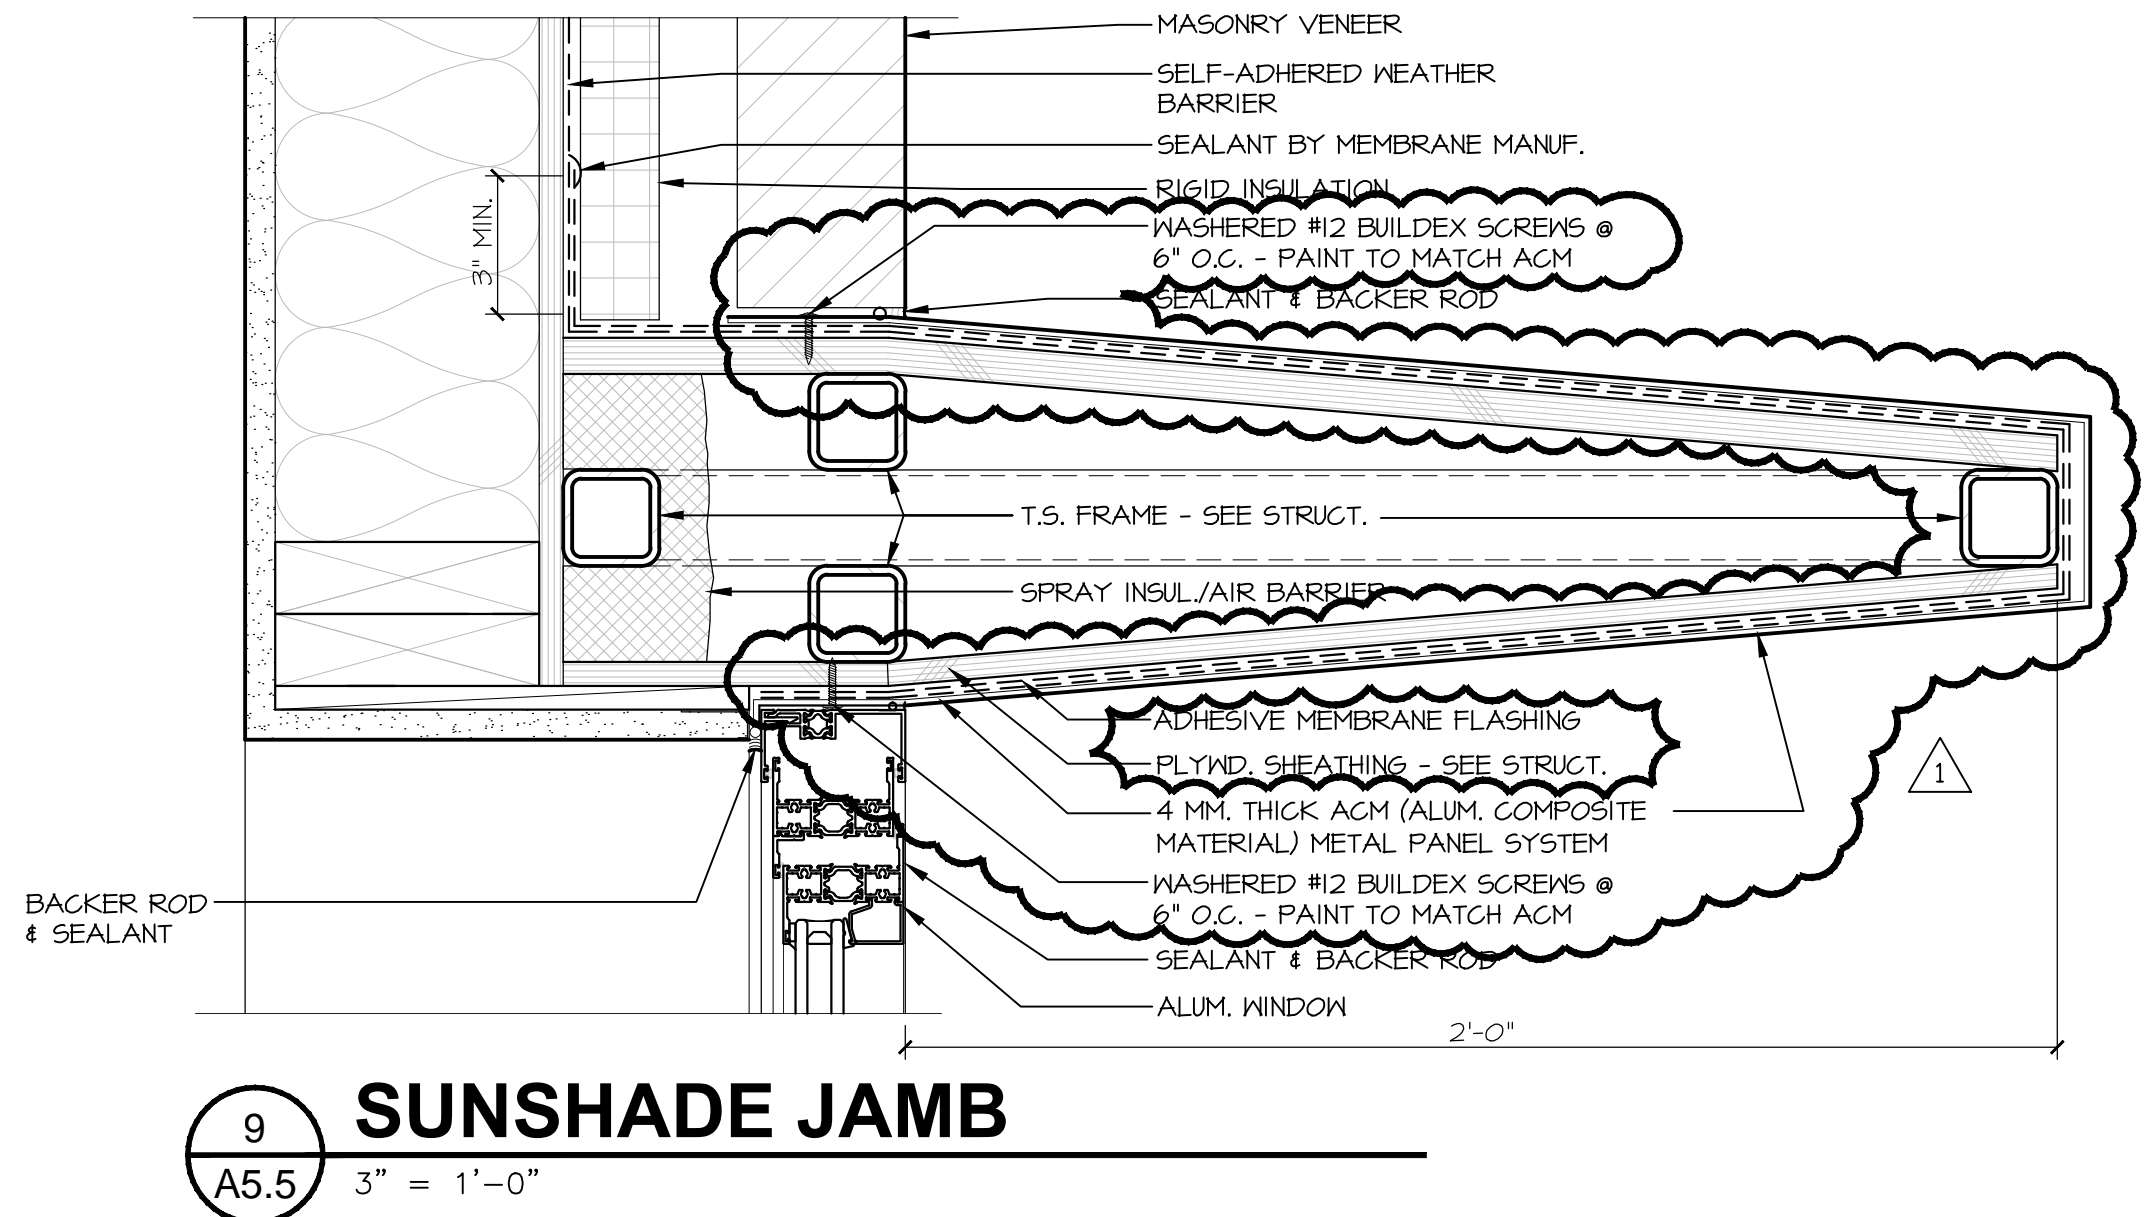 MASONRY VENEER
SELF-ADHERED WEATHER
BARRIER
SEALANT BY MEMBRANE MANUF.
RIGID INSULATION
WASHERED #12 BUILDEX SCREWS @
6" O.C. - PAINT TO MATCH ACM
SEALANT & BACKER ROD
3" MIN.
T.S. FRAME - SEE STRUCT.
SPRAY INSUL./AIR BARRIER
ADHESIVE MEMBRANE FLASHING
PLYWD. SHEATHING - SEE STRUCT.
1
4 MM. THICK ACM (ALUM. COMPOSITE
MATERIAL) METAL PANEL SYSTEM
WASHERED #12 BUILDEX SCREWS @
6" O.C. - PAINT TO MATCH ACM
BACKER ROD
& SEALANT
SEALANT & BACKER ROD
ALUM. WINDOW
2'-0"
9
A5.5
SUNSHADE JAMB
3" = 1'-0"